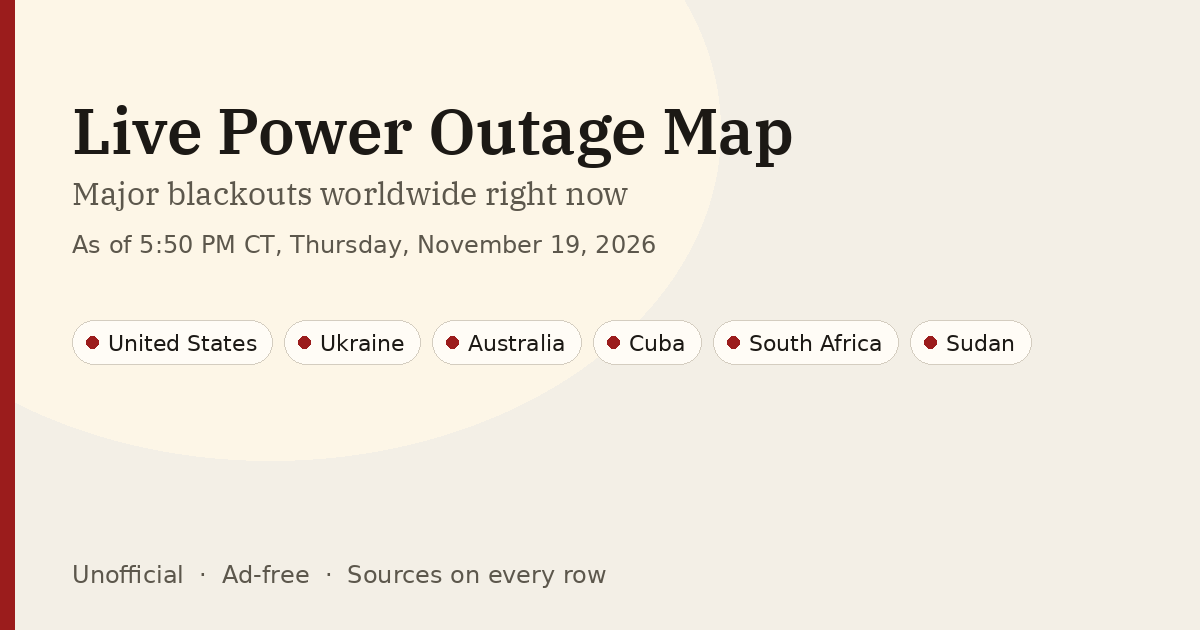 Live Power Outage Map
Major blackouts worldwide right now
As of 5:50 PM CT, Thursday, November 19, 2026
United States Ukraine Australia Cuba South Africa Sudan
Unofficial · Ad-free · Sources on every row